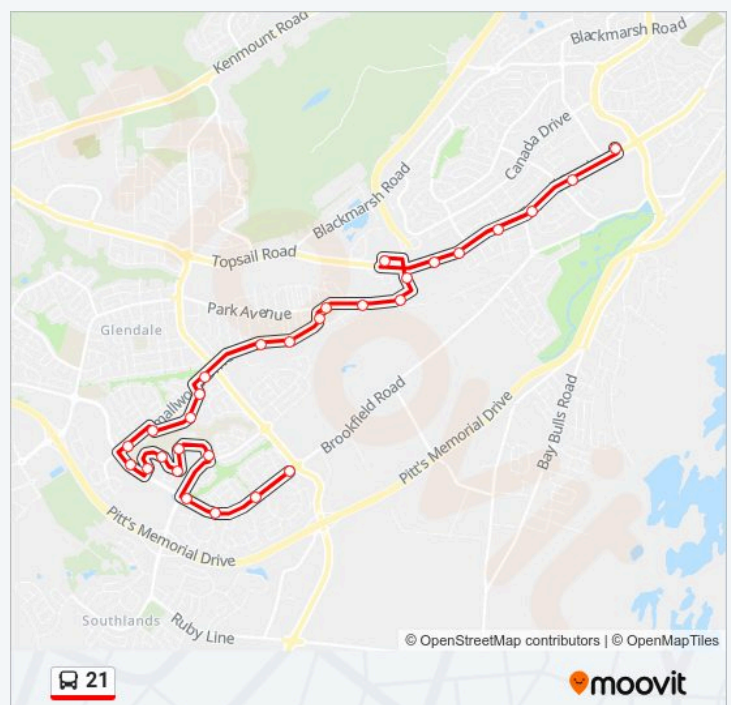 Kenmount Road
Blackmarsh Road
Canada Drive
Blackmarsh Road
Topsail Road
Park Avenue
Glendale
Brookfield Road
Bay Bulls Road
Pitt's Memorial Drive
Pitt's Memorial Drive
Southlands
Ruby Line
© OpenStreetMap contributors | © OpenMapTiles
21
moovit